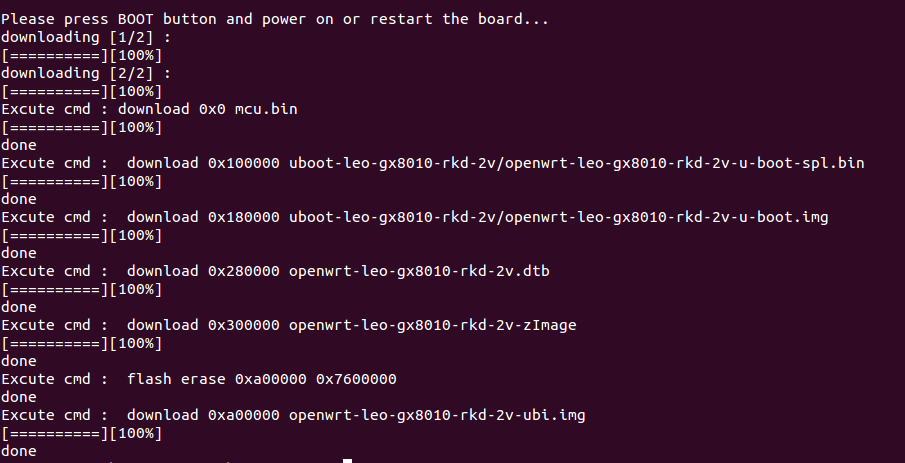 Please press BOOT button and power on or restart the board...
downloading [1/2] :
[==========][100%]
downloading [2/2] :
[==========][100%]
Excute cmd : download 0x0 mcu.bin
[==========][100%]
done
Excute cmd :  download 0x100000 uboot-leo-gx8010-rkd-2v/openwrt-leo-gx8010-rkd-2v-u-boot-spl.bin
[==========][100%]
done
Excute cmd :  download 0x180000 uboot-leo-gx8010-rkd-2v/openwrt-leo-gx8010-rkd-2v-u-boot.img
[==========][100%]
done
Excute cmd :  download 0x280000 openwrt-leo-gx8010-rkd-2v.dtb
[==========][100%]
done
Excute cmd :  download 0x300000 openwrt-leo-gx8010-rkd-2v-zImage
[==========][100%]
done
Excute cmd :  flash erase 0xa00000 0x7600000
done
Excute cmd :  download 0xa00000 openwrt-leo-gx8010-rkd-2v-ubi.img
[==========][100%]
done